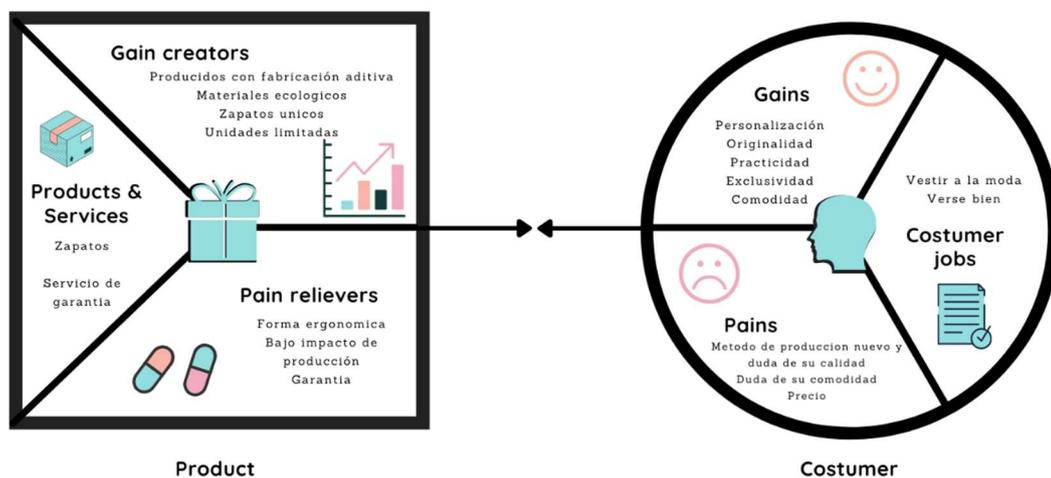 Gain creators
Producidos con fabricación aditiva
Materiales ecologicos
Zapatos unicos
Unidades limitadas
Products &
Services
Zapatos
Servicio de
garantia
Pain relievers
Forma ergonomica
Bajo impacto de
producción
Garantia
Product
Gains
Personalización
Originalidad
Practicidad
Exclusividad
Comodidad
Vestir a la moda
Verse bien
Costumer
jobs
Pains
Metodo de produccion nuevo y
duda de su calidad
Duda de su comodidad
Precio
Costumer